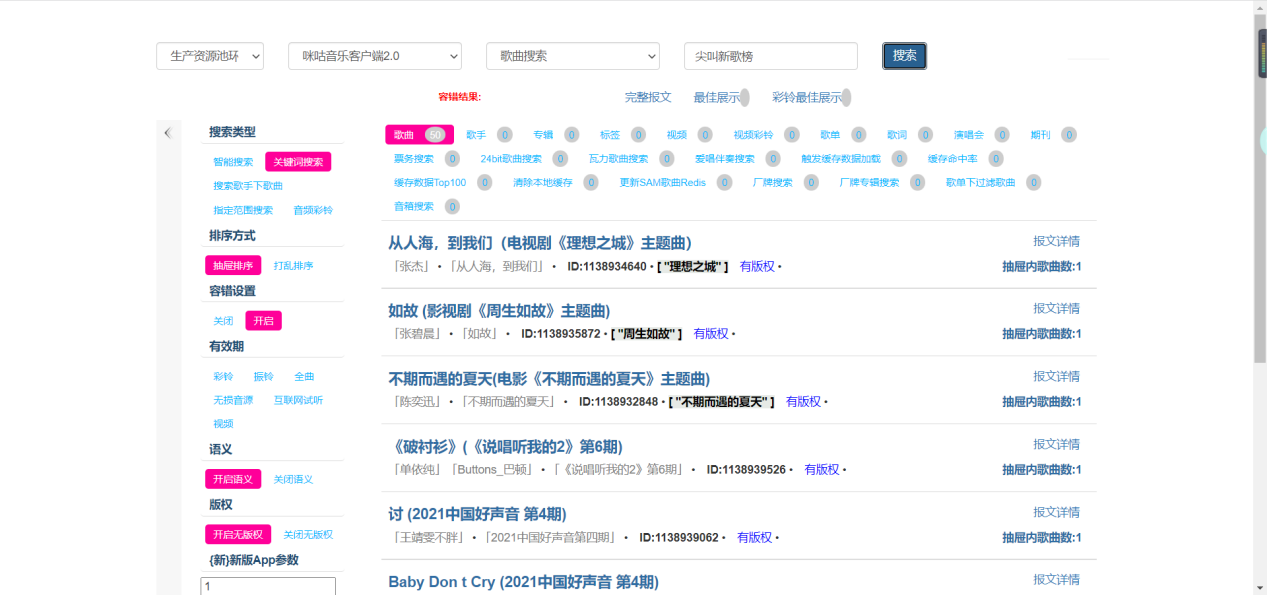 生产资源池环 咪咕音乐客户端2.0 歌曲搜索 尖叫新歌榜 搜索
容错结果: 完整报文 最佳展示 彩铃最佳展示
搜索类型
智能搜索 关键词搜索
搜索歌手下歌曲
指定范围搜索 音频彩铃
排序方式
抽屉排序 打乱排序
容错设置
关闭 开启
有效期
彩铃 振铃 全曲
无损音源 互联网试听
视频
语义
开启语义 关闭语义
版权
开启无版权 关闭无版权
{新}新版App参数
1
歌曲 50 歌手 0 专辑 0 标签 0 视频 0 视频彩铃 0 歌单 0 歌词 0 演唱会 0 期刊 0
票务搜索 0 24bit歌曲搜索 0 瓦力歌曲搜索 0 爱唱伴奏搜索 0 触发缓存数据加载 0 缓存命中率 0
缓存数据Top100 0 清除本地缓存 0 更新SAM歌曲Redis 0 厂牌搜索 0 厂牌专辑搜索 0 歌单下过滤歌曲 0
音箱搜索 0
从人海，到我们（电视剧《理想之城》主题曲) 报文详情
「张杰」 • 「从人海，到我们」 • ID:1138934640 • [ "理想之城" ] 有版权 • 抽屉内歌曲数:1
如故 (影视剧《周生如故》主题曲) 报文详情
「张碧晨」 • 「如故」 • ID:1138935872 • [ "周生如故" ] 有版权 • 抽屉内歌曲数:1
不期而遇的夏天(电影《不期而遇的夏天》主题曲) 报文详情
「陈奕迅」 • 「不期而遇的夏天」 • ID:1138932848 • [ "不期而遇的夏天" ] 有版权 • 抽屉内歌曲数:1
《破衬衫》(《说唱听我的2》第6期) 报文详情
「单依纯」「Buttons_巴顿」 • 「《说唱听我的2》第6期」 • ID:1138939526 • 有版权 • 抽屉内歌曲数:1
讨 (2021中国好声音 第4期) 报文详情
「王靖雯不胖」 • 「2021中国好声音第四期」 • ID:1138939062 • 有版权 • 抽屉内歌曲数:1
Baby Don t Cry (2021中国好声音 第4期) 报文详情